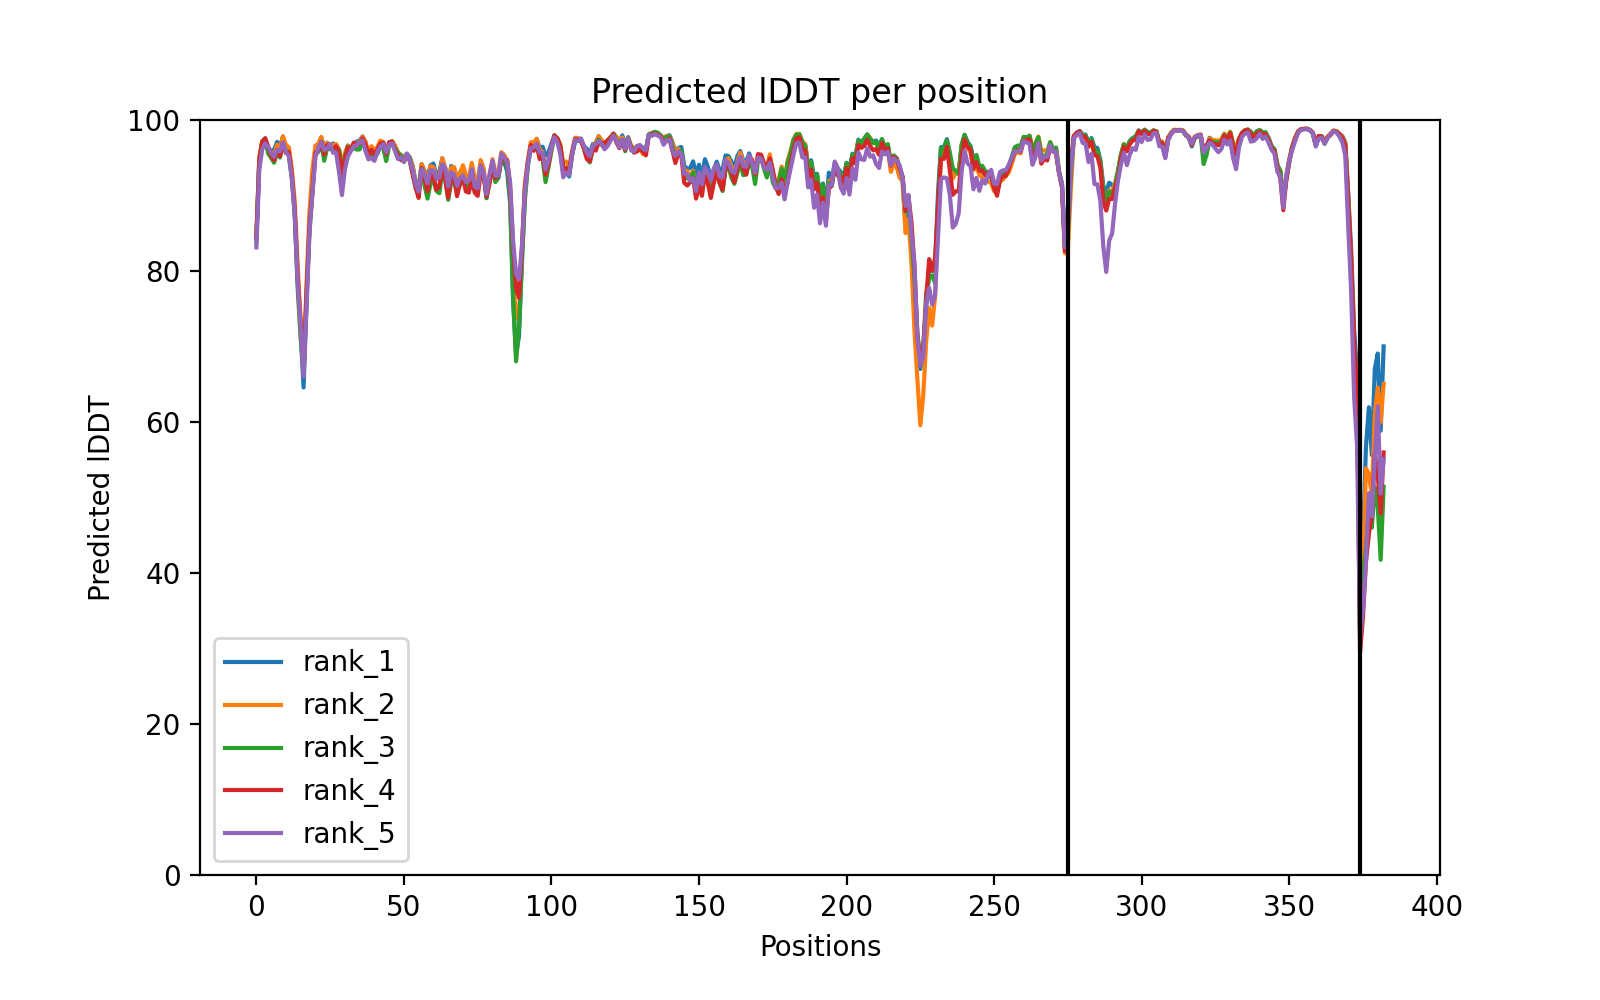 Predicted lDDT per position
100
80
60
40
20
0
Predicted lDDT
rank_1
rank_2
rank_3
rank_4
rank_5
0 50 100 150 200 250 300 350 400
Positions